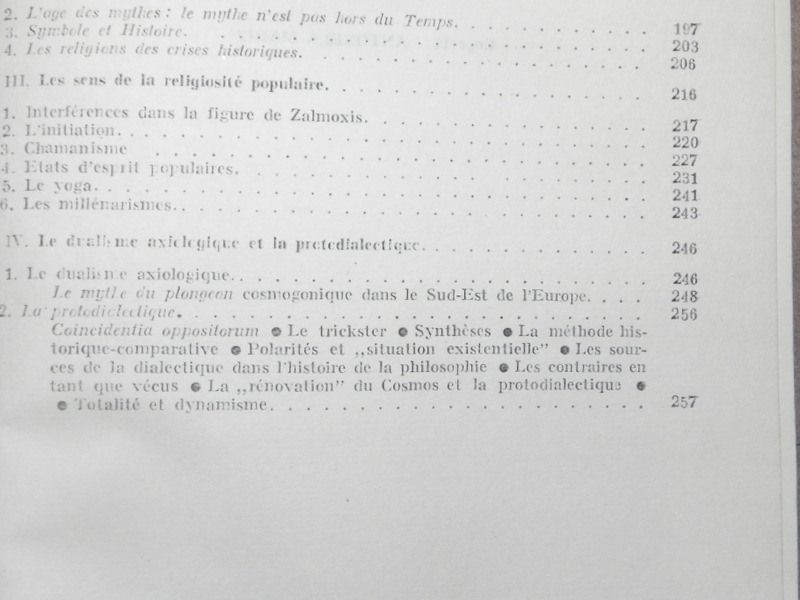 2. L'age des mythes : le mythe n'est pas hors du Temps. . . . . . . . . . . 197
3. Symbole et Histoire. . . . . . . . . . . . . . . . . . . . 203
4. Les religions des crises historiques. . . . . . . . . . . . . . . . 206
III. Les sens de la religiosité populaire. . . . . . . . . . . . . . . . 216
1. Interférences dans la figure de Zalmoxis. . . . . . . . . . . . . . 217
2. L'initiation. . . . . . . . . . . . . . . . . . . . . . . . 220
3. Chamanisme . . . . . . . . . . . . . . . . . . . . . . . 227
4. Etats d'esprit populaires. . . . . . . . . . . . . . . . . . . 231
5. Le yoga. . . . . . . . . . . . . . . . . . . . . . . . . 241
6. Les millénarismes. . . . . . . . . . . . . . . . . . . . . . 243
IV. Le dualisme axiologique et la protodialectique. . . . . . . . . . . . 246
1. Le dualisme axiologique. . . . . . . . . . . . . . . . . . . . 246
Le mythe du plongeon cosmogonique dans le Sud-Est de l'Europe. . . . 248
2. La protodialectique. . . . . . . . . . . . . . . . . . . . . . 256
Coincidentia oppositorum ● Le trickster ● Synthèses ● La méthode his-
torique-comparative ● Polarités et „situation existentielle” ● Les sour-
ces de la dialectique dans l'histoire de la philosophie ● Les contraires en
tant que vécus ● La „rénovation” du Cosmos et la protodialectique ●
● Totalité et dynamisme. . . . . . . . . . . . . . . . . . . 257